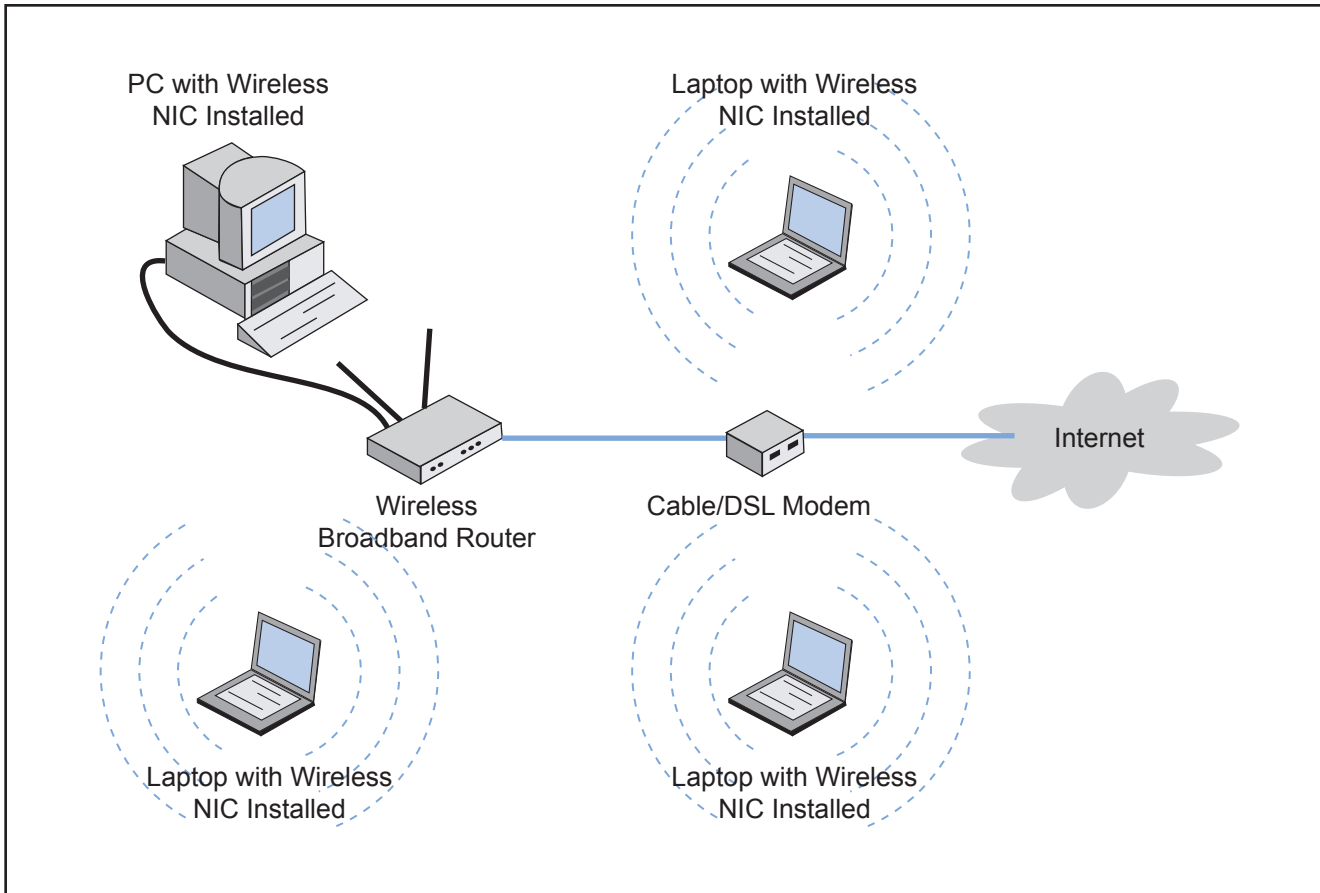 PC with Wireless
NIC Installed
Laptop with Wireless
NIC Installed
Internet
Wireless
Broadband Router
Cable/DSL Modem
Laptop with Wireless
NIC Installed
Laptop with Wireless
NIC Installed